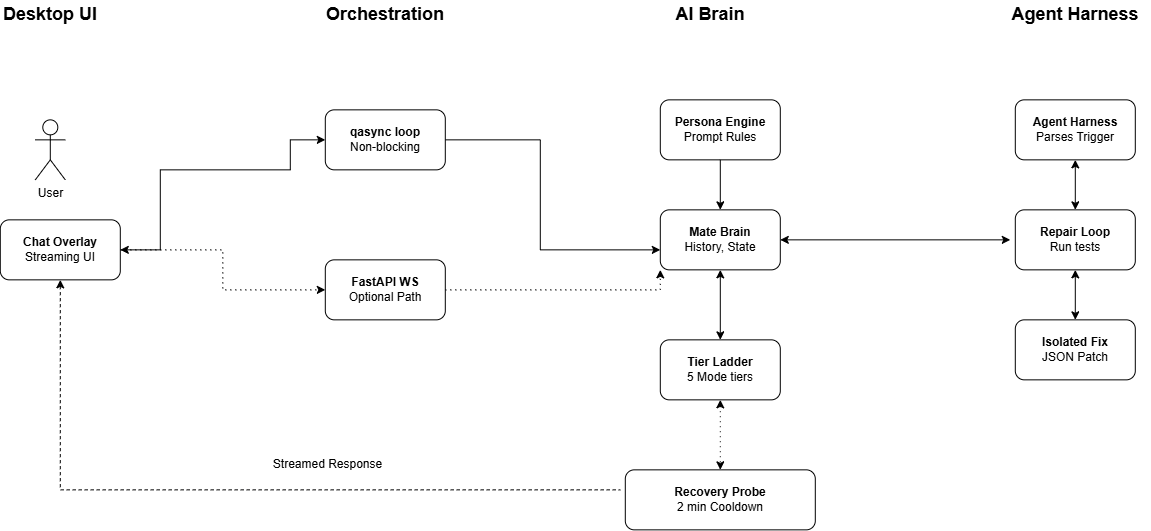 Desktop UI
Orchestration
AI Brain
Agent Harness
User
Chat Overlay
Streaming UI
qasync loop
Non-blocking
FastAPI WS
Optional Path
Persona Engine
Prompt Rules
Mate Brain
History, State
Tier Ladder
5 Mode tiers
Recovery Probe
2 min Cooldown
Agent Harness
Parses Trigger
Repair Loop
Run tests
Isolated Fix
JSON Patch
Streamed Response